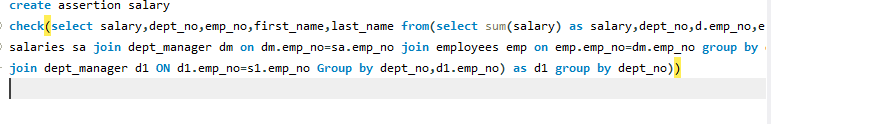 create assertion salary
check(select salary,dept_no,emp_no,first_name,last_name from(select sum(salary) as salary,dept_no,d.emp_no,e
salaries sa join dept_manager dm on dm.emp_no=sa.emp_no join employees emp on emp.emp_no=dm.emp_no group by
join dept_manager d1 ON d1.emp_no=s1.emp_no Group by dept_no,d1.emp_no) as d1 group by dept_no))